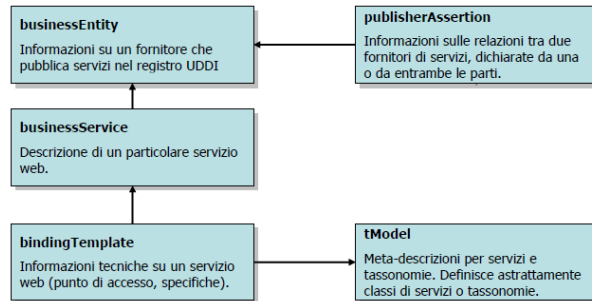 businessEntity
Informazioni su un fornitore che
pubblica servizi nel registro UDDI
publisherAssertion
Informazioni sulle relazioni tra due
fornitori di servizi, dichiarate da una
o da entrambe le parti.
businessService
Descrizione di un particolare servizio
web.
bindingTemplate
Informazioni tecniche su un servizio
web (punto di accesso, specifiche).
tModel
Meta-descrizioni per servizi e
tassonomie. Definisce astrattamente
classi di servizi o tassonomie.